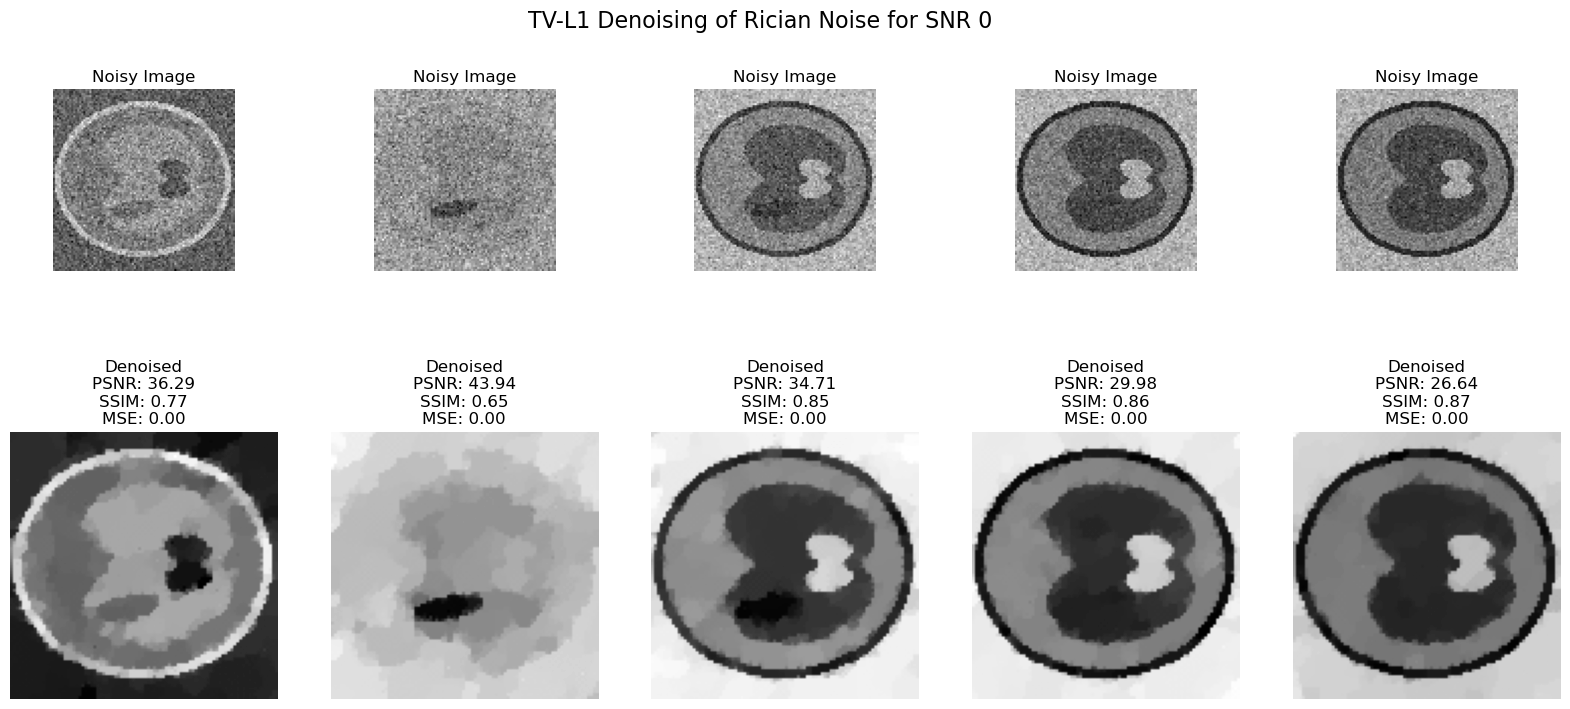 TV-L1 Denoising of Rician Noise for SNR 0
Noisy Image
Noisy Image
Noisy Image
Noisy Image
Noisy Image
Denoised
PSNR: 36.29
SSIM: 0.77
MSE: 0.00
Denoised
PSNR: 43.94
SSIM: 0.65
MSE: 0.00
Denoised
PSNR: 34.71
SSIM: 0.85
MSE: 0.00
Denoised
PSNR: 29.98
SSIM: 0.86
MSE: 0.00
Denoised
PSNR: 26.64
SSIM: 0.87
MSE: 0.00